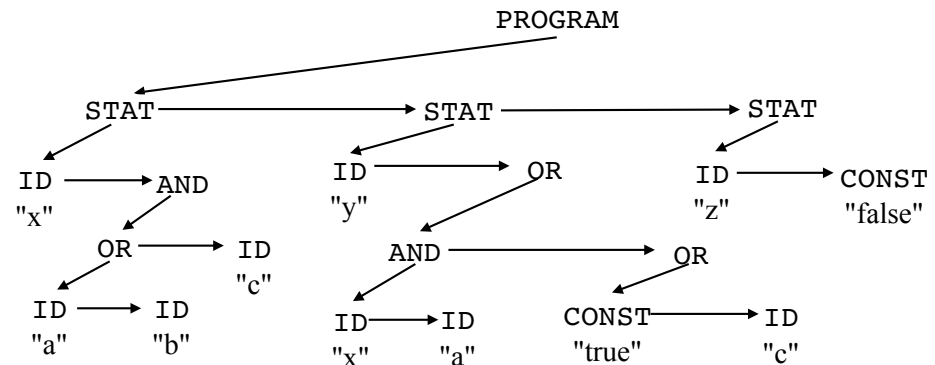 PROGRAM
STAT STAT STAT
ID AND ID OR ID CONST
"x" "y" "z" "false"
OR ID AND OR
"c"
ID ID ID ID CONST ID
"a" "b" "x" "a" "true" "c"